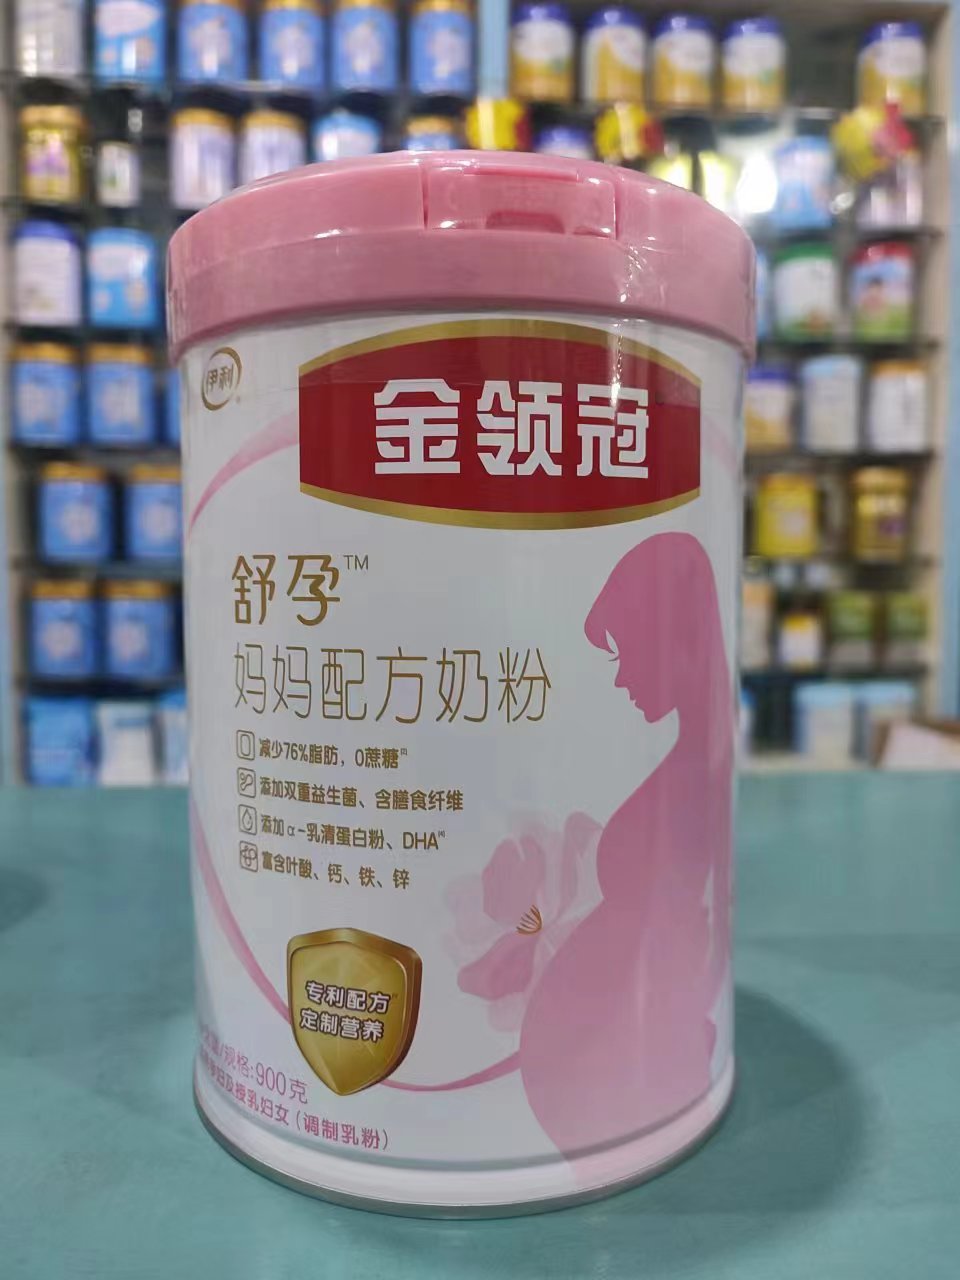 伊利
金领冠
舒孕™
妈妈配方奶粉
减少76%脂肪，0蔗糖
添加双重益生菌、含膳食纤维
添加α-乳清蛋白粉、DHA
富含叶酸、钙、铁、锌
专利配方
定制营养
/规格:900克
孕妇及授乳妇女（调制乳粉）